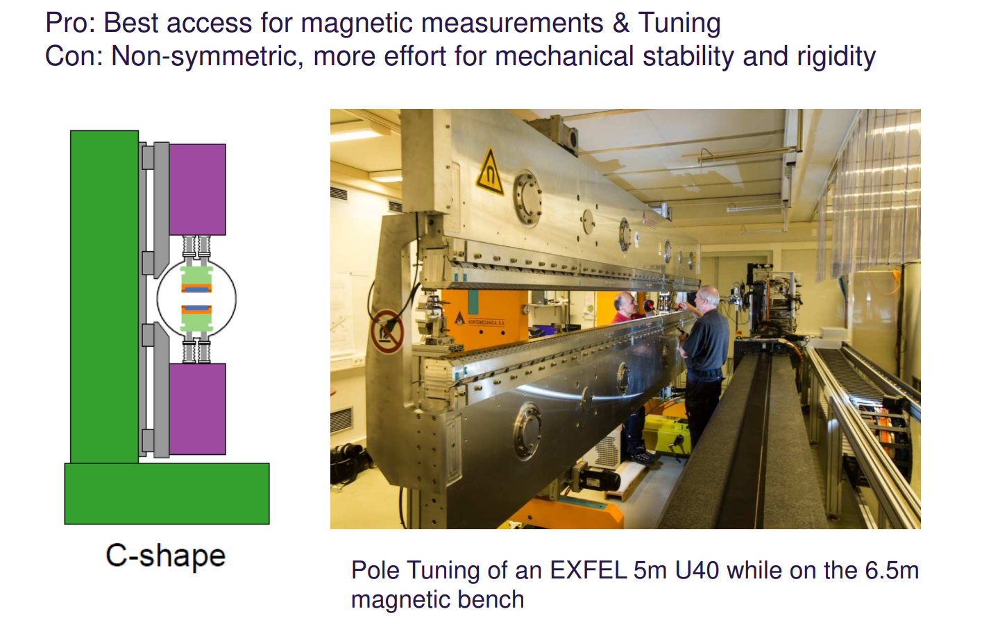 Pro: Best access for magnetic measurements & Tuning
Con: Non-symmetric, more effort for mechanical stability and rigidity
NORTEMECANICA, S.A.
C-shape
Pole Tuning of an EXFEL 5m U40 while on the 6.5m
magnetic bench